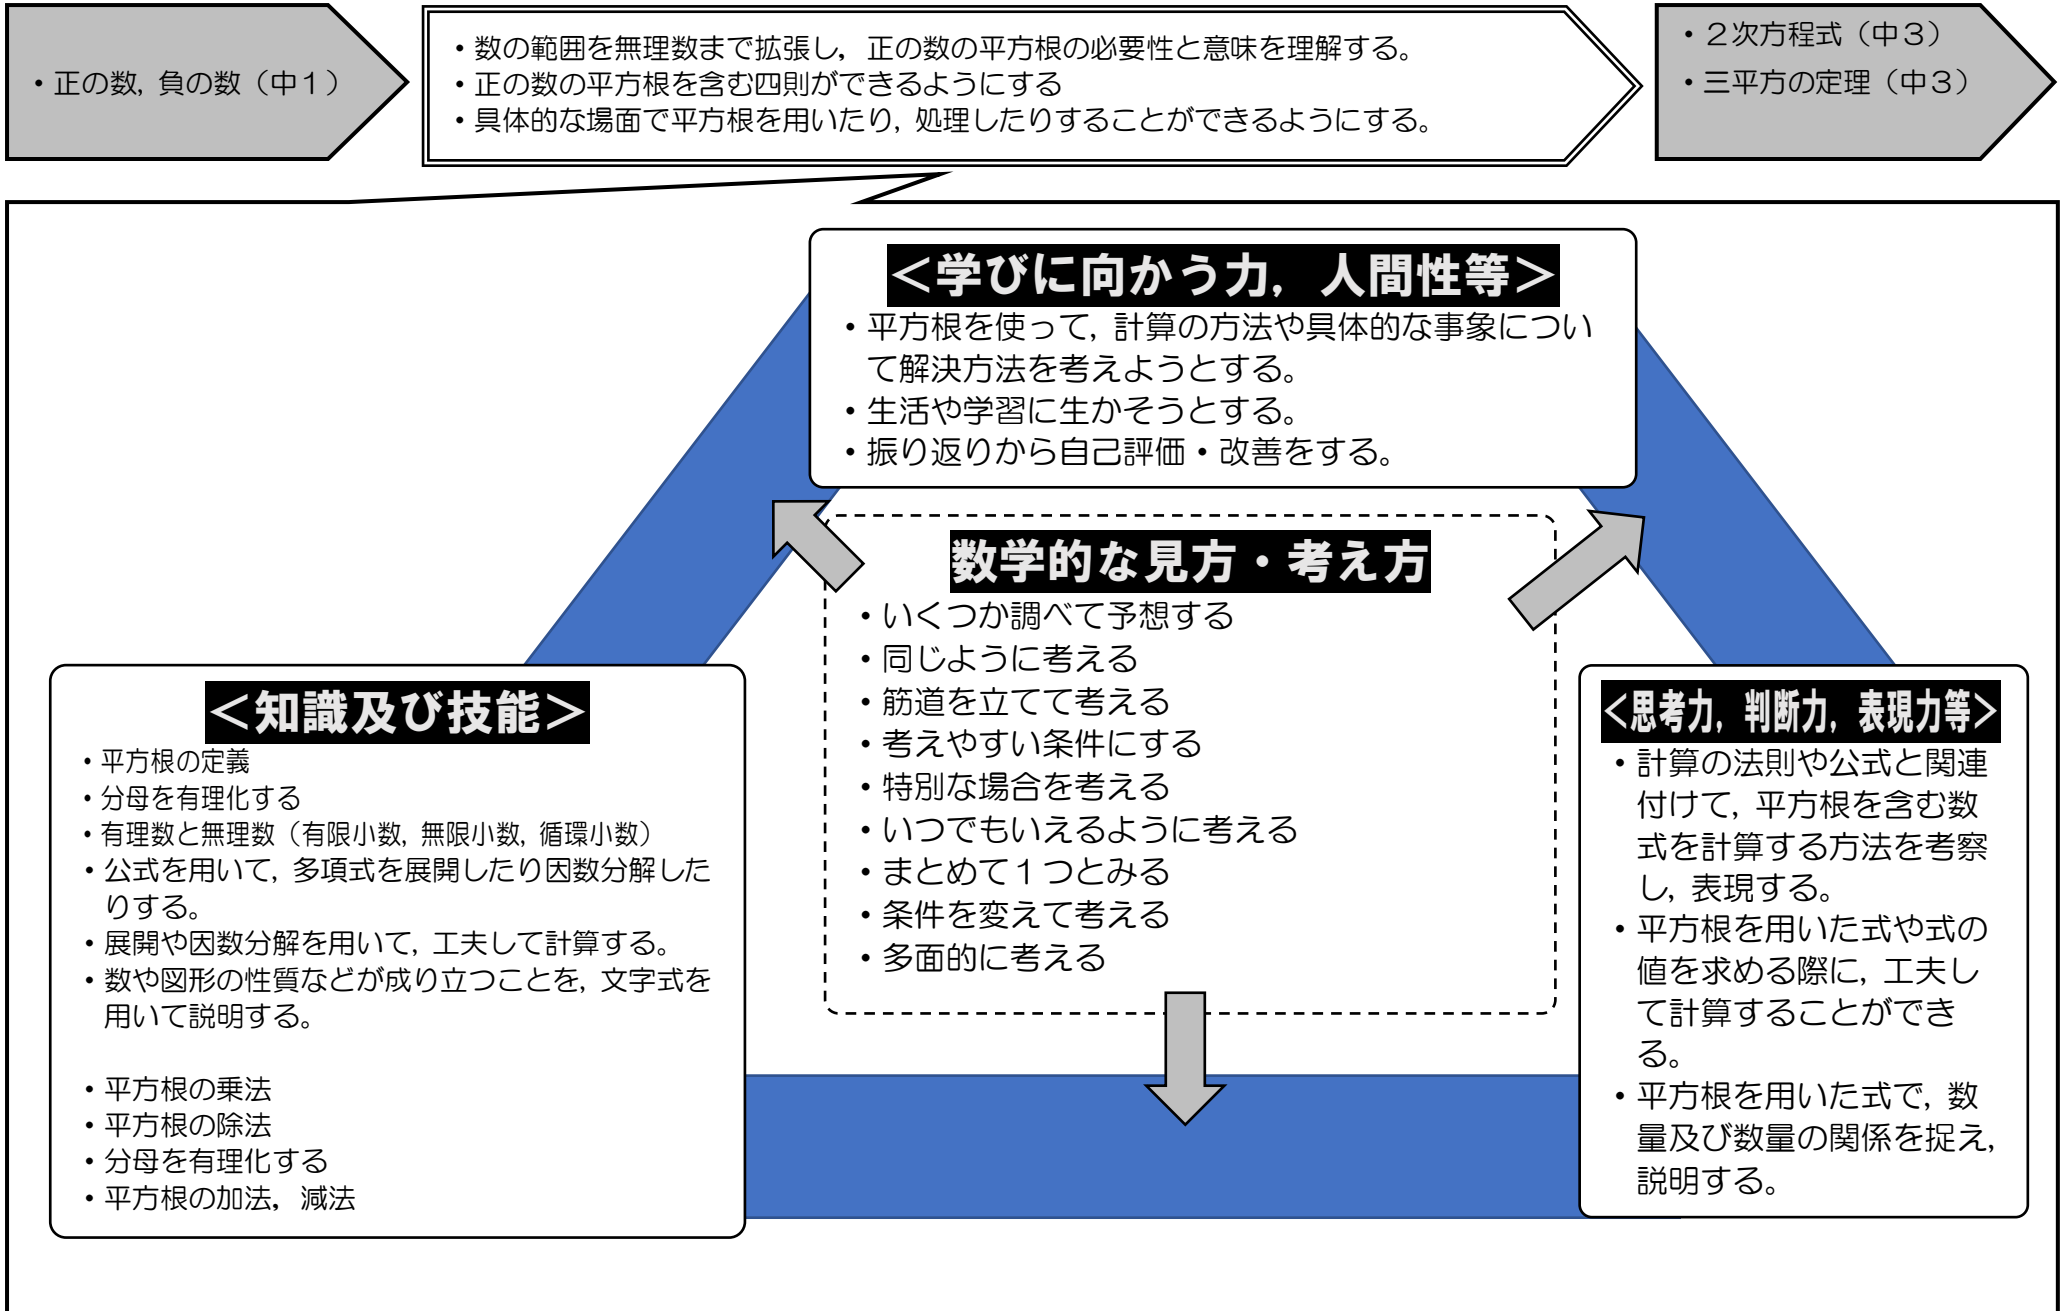 ・正の数，負の数（中１）
・数の範囲を無理数まで拡張し，正の数の平方根の必要性と意味を理解する。
・正の数の平方根を含む四則ができるようにする
・具体的な場面で平方根を用いたり，処理したりすることができるようにする。
・２次方程式（中３）
・三平方の定理（中３）
＜学びに向かう力，人間性等＞
・平方根を使って，計算の方法や具体的な事象につい
て解決方法を考えようとする。
・生活や学習に生かそうとする。
・振り返りから自己評価・改善をする。
数学的な見方・考え方
・いくつか調べて予想する
・同じように考える
・筋道を立てて考える
・考えやすい条件にする
・特別な場合を考える
・いつでもいえるように考える
・まとめて１つとみる
・条件を変えて考える
・多面的に考える
＜知識及び技能＞
・平方根の定義
・分母を有理化する
・有理数と無理数（有限小数，無限小数，循環小数）
・公式を用いて，多項式を展開したり因数分解した
りする。
・展開や因数分解を用いて，工夫して計算する。
・数や図形の性質などが成り立つことを，文字式を
用いて説明する。
・平方根の乗法
・平方根の除法
・分母を有理化する
・平方根の加法，減法
＜思考力，判断力，表現力等＞
・計算の法則や公式と関連
付けて，平方根を含む数
式を計算する方法を考察
し，表現する。
・平方根を用いた式や式の
値を求める際に，工夫し
て計算することができ
る。
・平方根を用いた式で，数
量及び数量の関係を捉え，
説明する。